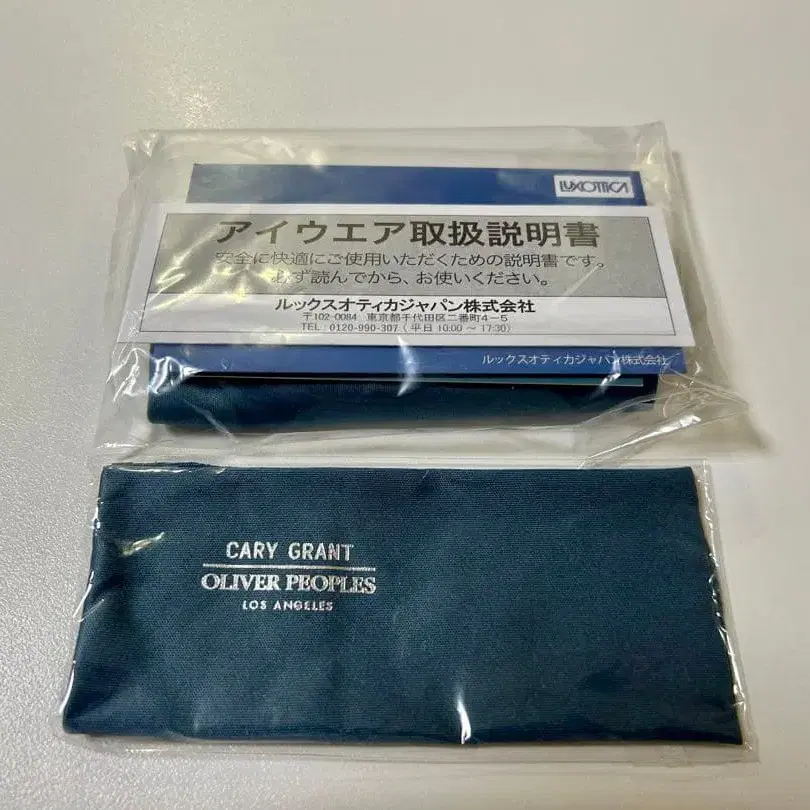 LUXOTTICA
アイウエア取扱説明書
安全に快適にご使用いただくための説明書です。
必ず読んでから、お使いください。
ルックスオティカジャパン株式会社
〒102-0084 東京都千代田区二番町4-5
TEL:0120-990-307(平日 10:00 ~ 17:30)
ルックスオティカジャパン株式会社
CARY GRANT
OLIVER PEOPLES
LOS ANGELES